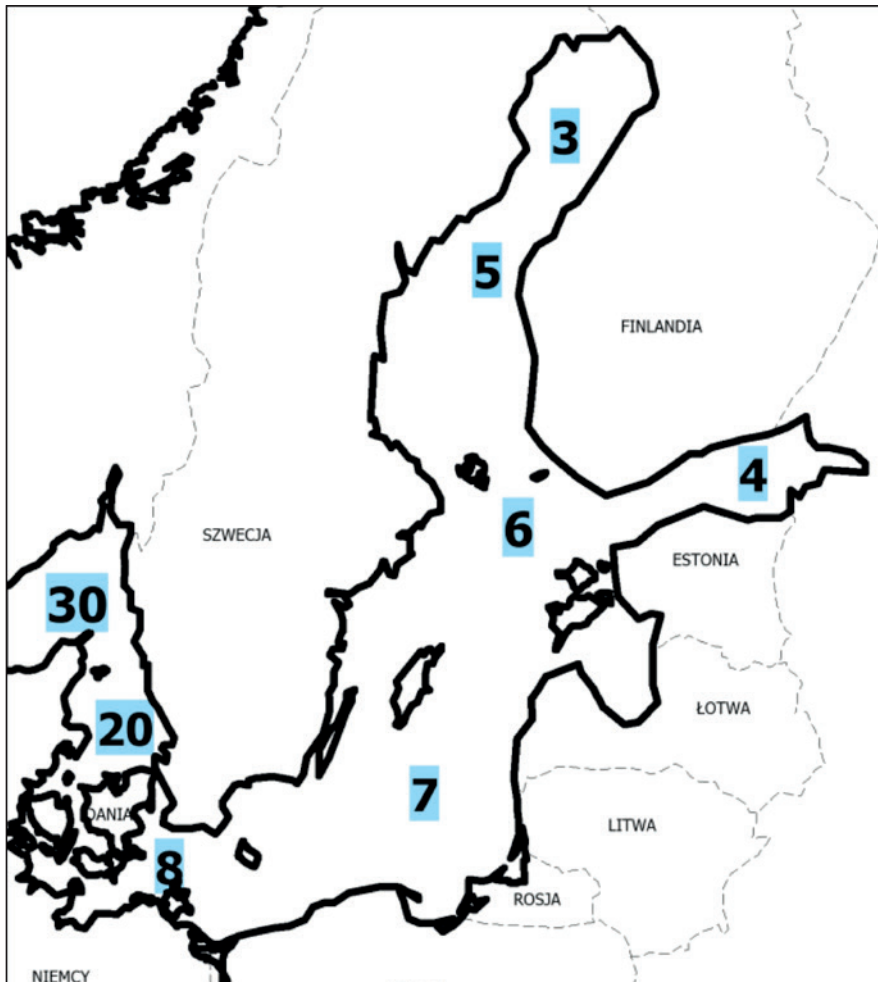 3
5
FINLANDIA
4
6
SZWECJA
ESTONIA
30
ŁOTWA
20
7
DANIA
LITWA
8
ROSJA
NIEMCY